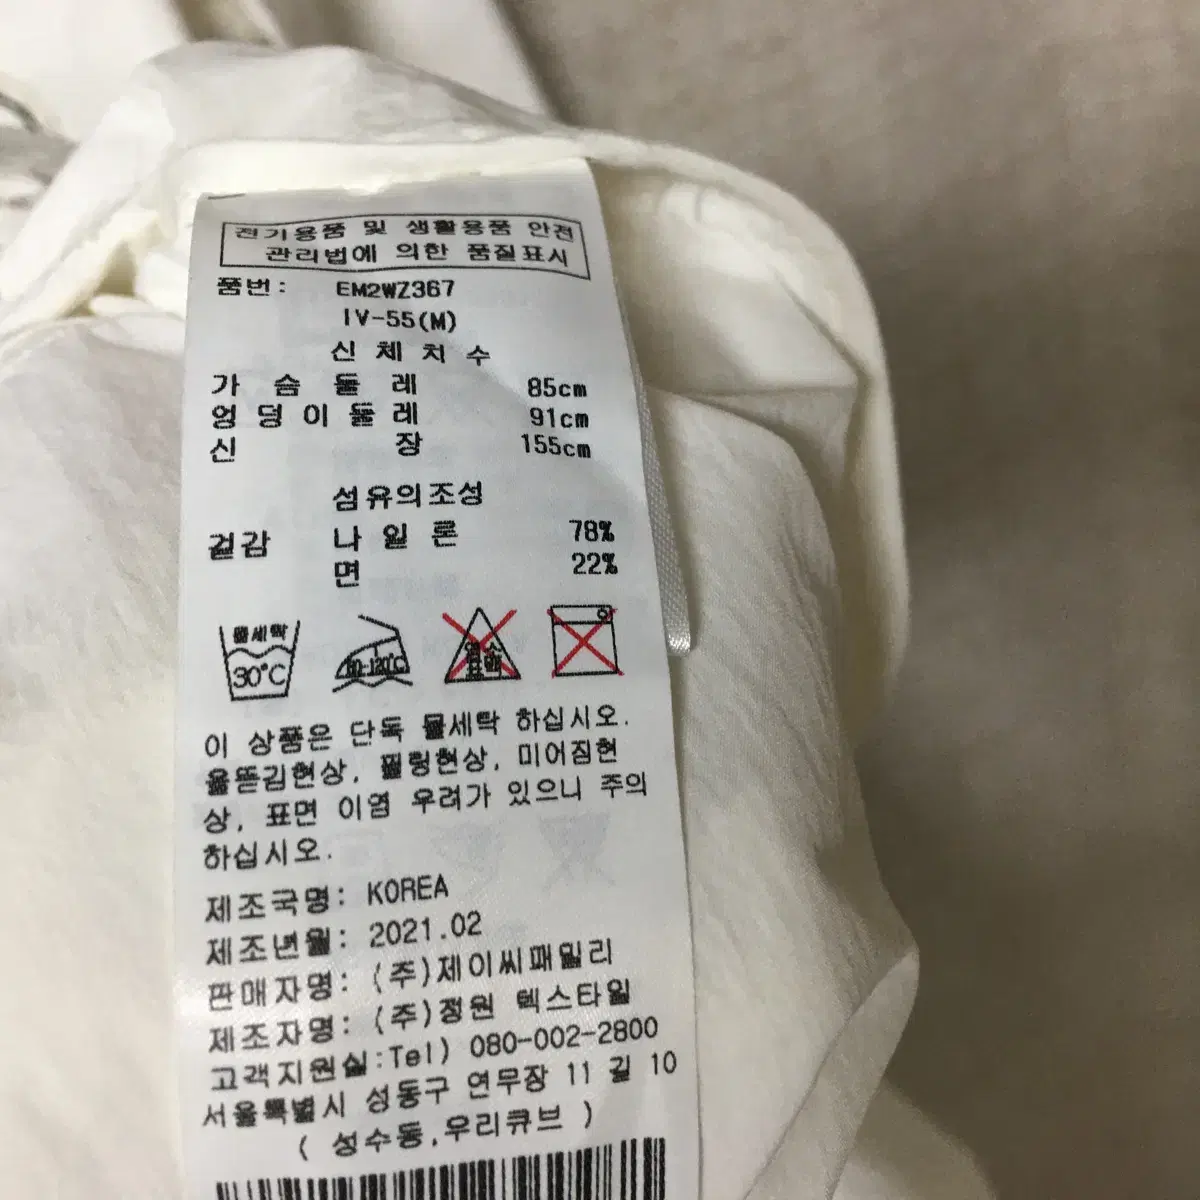 전기용품 및 생활용품 안전
관리법에 의한 품질표시
품번: EM2WZ367
IV-55(M)
신체치수
가슴둘레 85cm
엉덩이둘레 91cm
신장 155cm
섬유의조성
겉감 나일론 78%
면 22%
물세탁 염소
30°C 80-120°C 표백
이 상품은 단독 물세탁 하십시오.
올뜯김현상, 필링현상, 미어짐현
상, 표면 이염 우려가 있으니 주의
하십시오.
제조국명: KOREA
제조년월: 2021.02
판매자명: (주)제이씨패밀리
제조자명: (주)정원 텍스타일
고객지원실:Tel) 080-002-2800
서울특별시 성동구 연무장 11 길 10
( 성수동,우리큐브 )